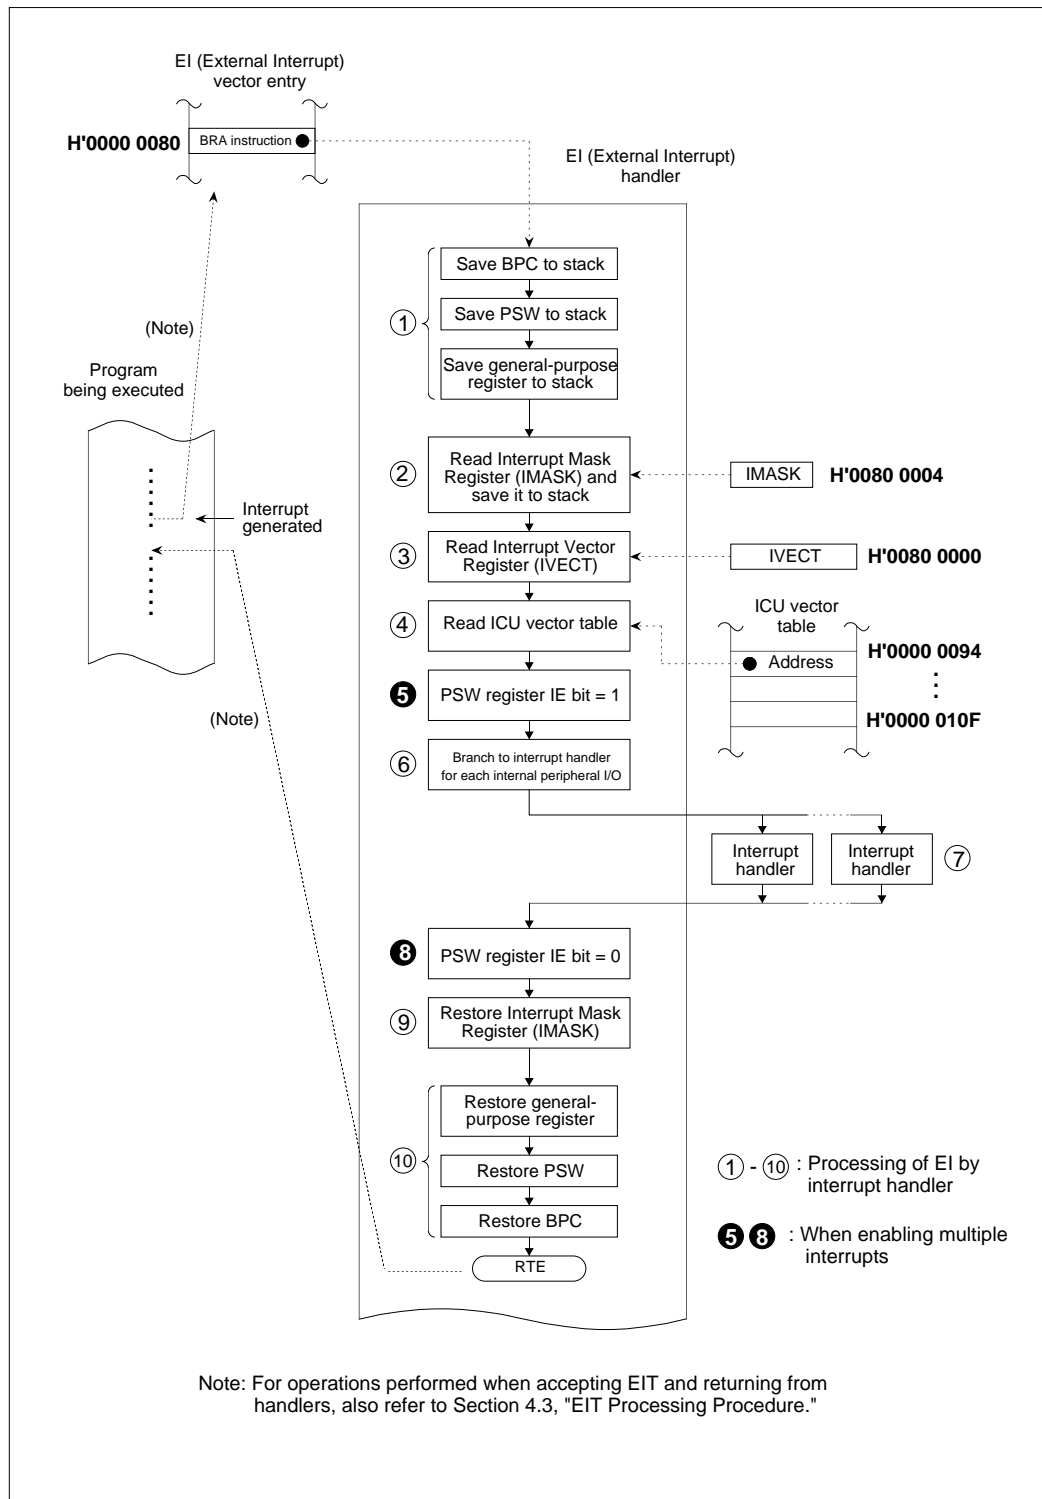 EI (External Interrupt)
vector entry
H'0000 0080
BRA instruction
EI (External Interrupt)
handler
Save BPC to stack
① Save PSW to stack
Save general-purpose
register to stack
(Note)
Program
being executed
Interrupt
generated
② Read Interrupt Mask
Register (IMASK) and
save it to stack
IMASK H'0080 0004
③ Read Interrupt Vector
Register (IVECT)
IVECT H'0080 0000
④ Read ICU vector table
ICU vector
table
Address H'0000 0094
H'0000 010F
❺ PSW register IE bit = 1
(Note)
⑥ Branch to interrupt handler
for each internal peripheral I/O
Interrupt
handler
Interrupt
handler
⑦
❽ PSW register IE bit = 0
⑨ Restore Interrupt Mask
Register (IMASK)
Restore general-
purpose register
⑩ Restore PSW
Restore BPC
RTE
① - ⑩ : Processing of EI by
interrupt handler
❺ ❽ : When enabling multiple
interrupts
Note: For operations performed when accepting EIT and returning from
handlers, also refer to Section 4.3, "EIT Processing Procedure."